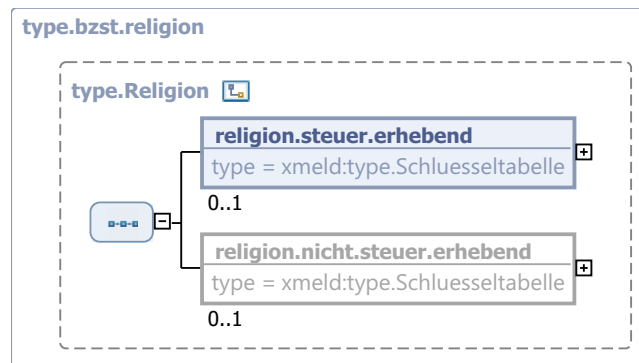 type.bzst.religion
type.Religion
religion.steuer.erhebend
type = xmeld:type.Schluesseltabelle
0..1
religion.nicht.steuer.erhebend
type = xmeld:type.Schluesseltabelle
0..1